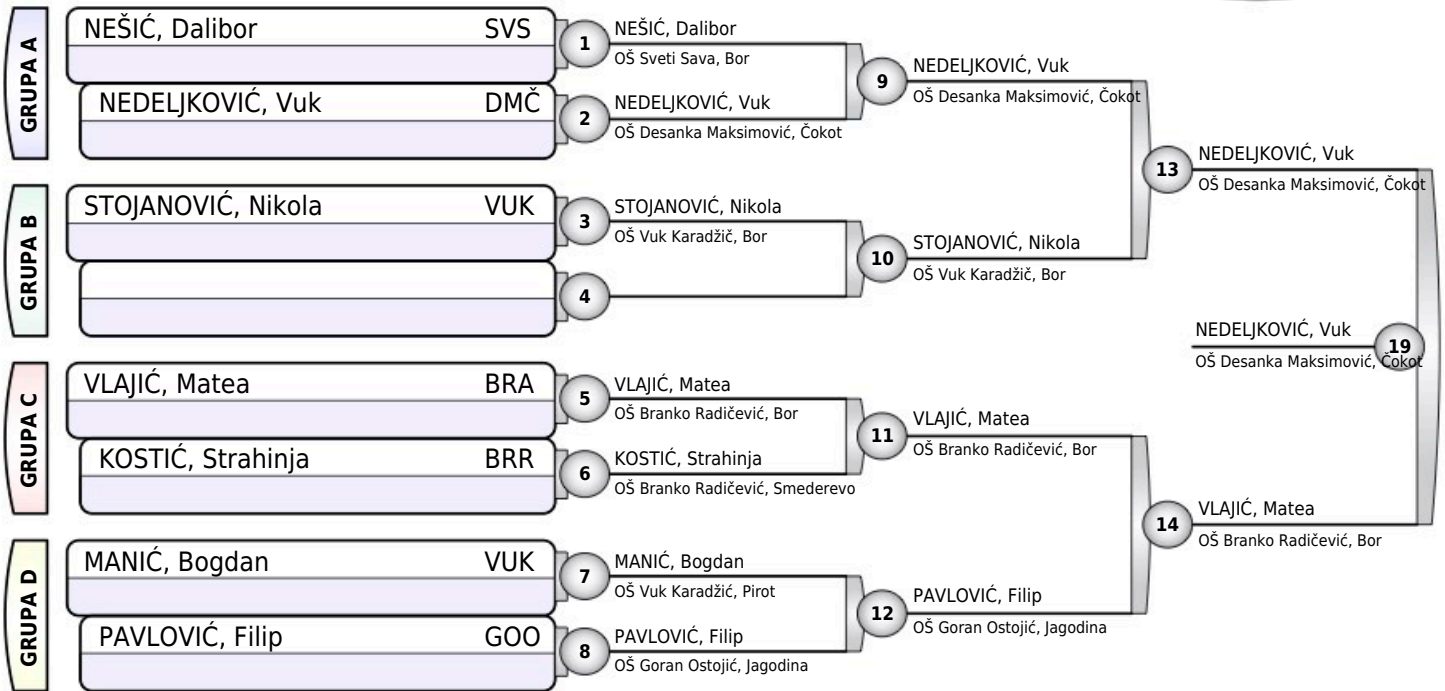 GRUPA A
NEŠIĆ, Dalibor SVS
NEDELJKOVIĆ, Vuk DMČ
GRUPA B
STOJANOVIĆ, Nikola VUK
GRUPA C
VLAJIĆ, Matea BRA
KOSTIĆ, Strahinja BRR
GRUPA D
MANIĆ, Bogdan VUK
PAVLOVIĆ, Filip GOO
1
NEŠIĆ, Dalibor
OŠ Sveti Sava, Bor
2
NEDELJKOVIĆ, Vuk
OŠ Desanka Maksimović, Čokot
3
STOJANOVIĆ, Nikola
OŠ Vuk Karadžič, Bor
4
5
VLAJIĆ, Matea
OŠ Branko Radičević, Bor
6
KOSTIĆ, Strahinja
OŠ Branko Radičević, Smederevo
7
MANIĆ, Bogdan
OŠ Vuk Karadžić, Pirot
8
PAVLOVIĆ, Filip
OŠ Goran Ostojić, Jagodina
9
NEDELJKOVIĆ, Vuk
OŠ Desanka Maksimović, Čokot
10
STOJANOVIĆ, Nikola
OŠ Vuk Karadžič, Bor
11
VLAJIĆ, Matea
OŠ Branko Radičević, Bor
12
PAVLOVIĆ, Filip
OŠ Goran Ostojić, Jagodina
13
NEDELJKOVIĆ, Vuk
OŠ Desanka Maksimović, Čokot
14
VLAJIĆ, Matea
OŠ Branko Radičević, Bor
NEDELJKOVIĆ, Vuk
19
OŠ Desanka Maksimović, Čokot